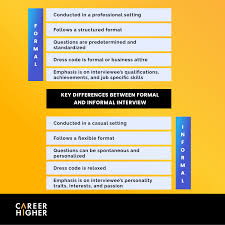 FORMAL
Conducted in a professional setting
Follows a structured format
Questions are predetermined and
standardized
Dress code is formal or business attire
Emphasis on interviewee's qualifications,
achievements, and job specific skills
KEY DIFFERENCES BETWEEN FORMAL
AND INFORMAL INTERVIEW
INFORMAL
Conducted in a casual setting
Follows a flexible format
Questions can be spontaneous and
personalized
Dress code is relaxed
Emphasis on interviewee's personality
traits, interests, and passion
CAREER
HIGHER